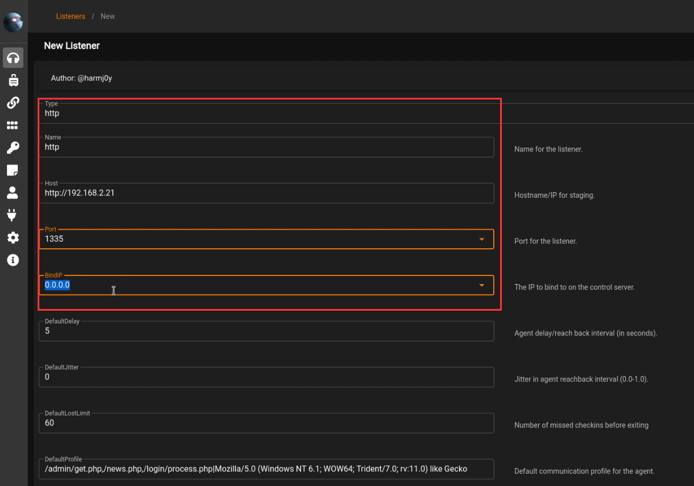 Listeners / New
New Listener
Author: @harmj0y
Type
http
Name
http
Name for the listener.
Host
http://192.168.2.21
Hostname/IP for staging.
Port
1335
Port for the listener.
BindIP
0.0.0.0
The IP to bind to on the control server.
DefaultDelay
5
Agent delay/reach back interval (in seconds).
DefaultJitter
0
Jitter in agent reachback interval (0.0-1.0).
DefaultLostLimit
60
Number of missed checkins before exiting
DefaultProfile
/admin/get.php,/news.php,/login/process.php|Mozilla/5.0 (Windows NT 6.1; WOW64; Trident/7.0; rv:11.0) like Gecko
Default communication profile for the agent.